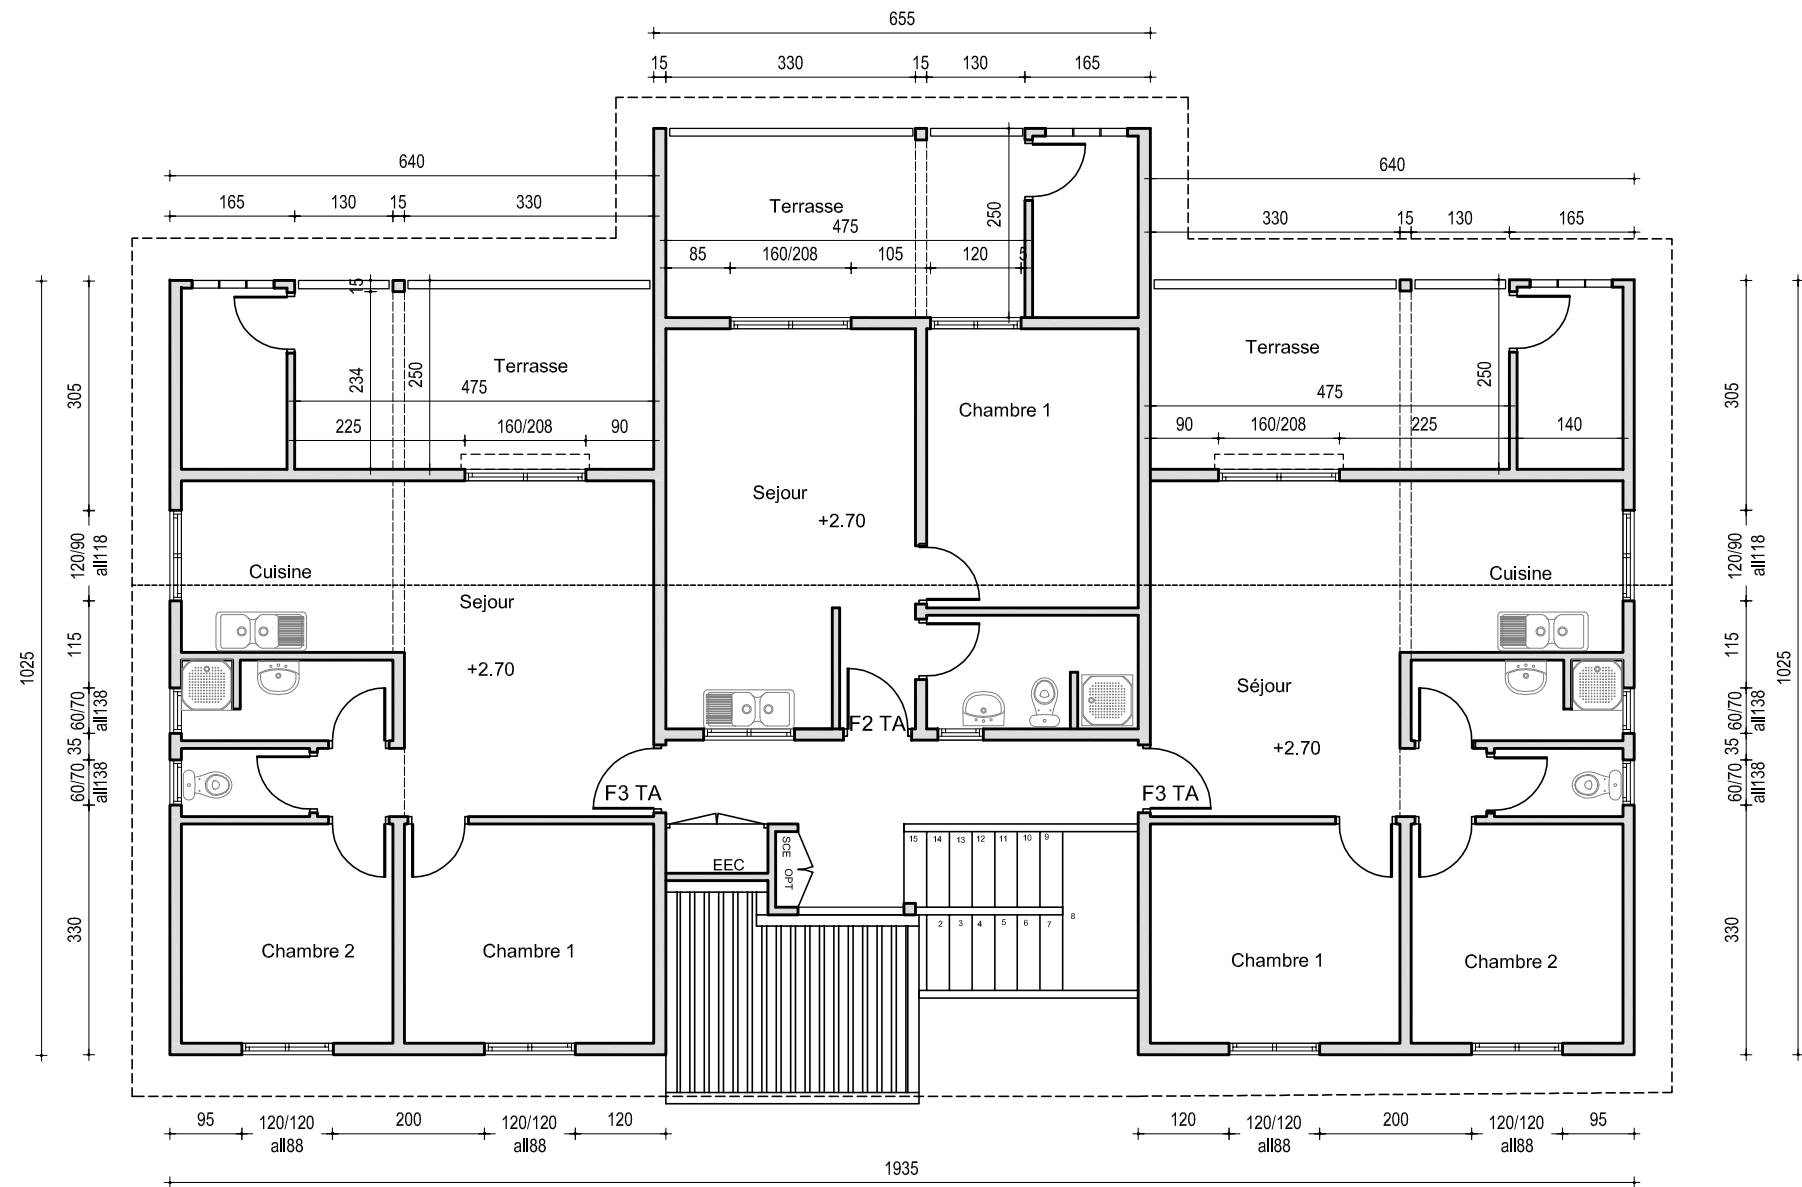 655
15 330 15 130 165
640
640
165 130 15 330
330 15 130 165
Terrasse
475
250
85 160/208 105 120 5
15
234
250
Terrasse
475
225 160/208 90
Terrasse
250
475
90 160/208 225 140
305
305
Chambre 1
Sejour
+2.70
120/90
all118
120/90
all118
Cuisine
Sejour
Cuisine
1025
115
115
1025
+2.70
Séjour
60/70
all138
60/70
all138
F2 TA
35
35
+2.70
60/70
all138
60/70
all138
F3 TA
F3 TA
EEC
SCE OPT
15 14 13 12 11 10 9
8
2 3 4 5 6 7
330
330
Chambre 2
Chambre 1
Chambre 1
Chambre 2
95 120/120 200 120/120 120
all88 all88
120 120/120 200 120/120 95
all88 all88
1935